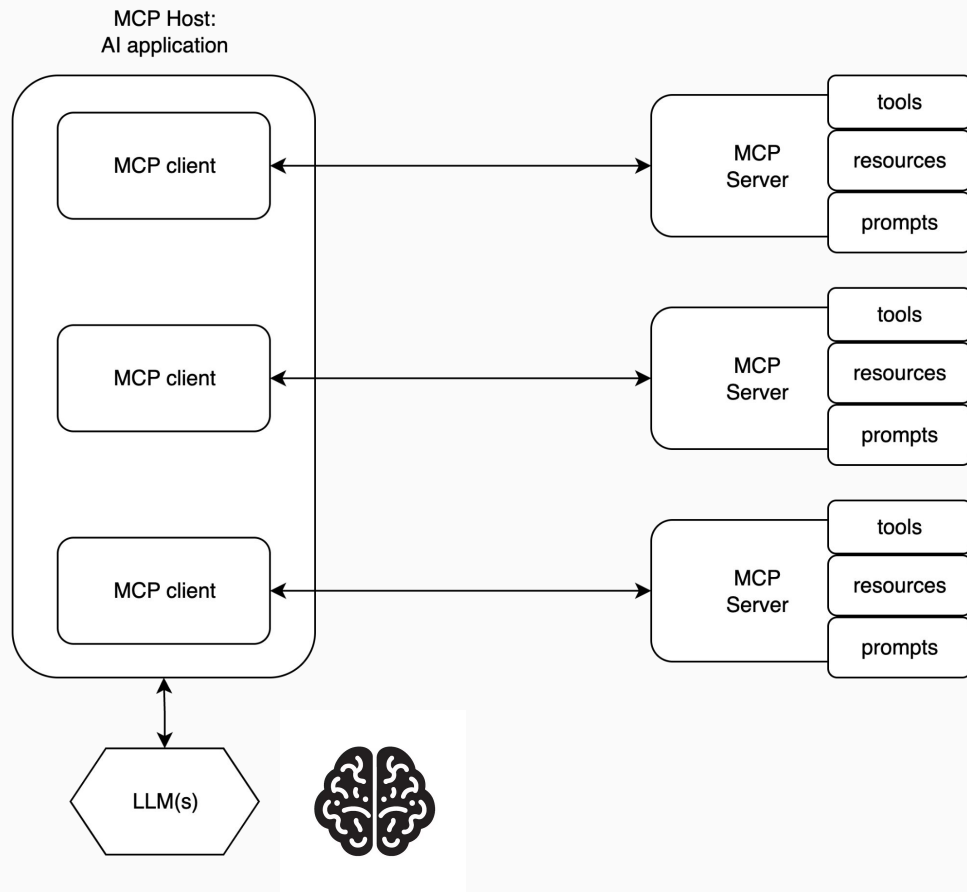 MCP Host:
AI application
MCP client
MCP
Server
tools
resources
prompts
MCP client
MCP
Server
tools
resources
prompts
MCP client
MCP
Server
tools
resources
prompts
LLM(s)